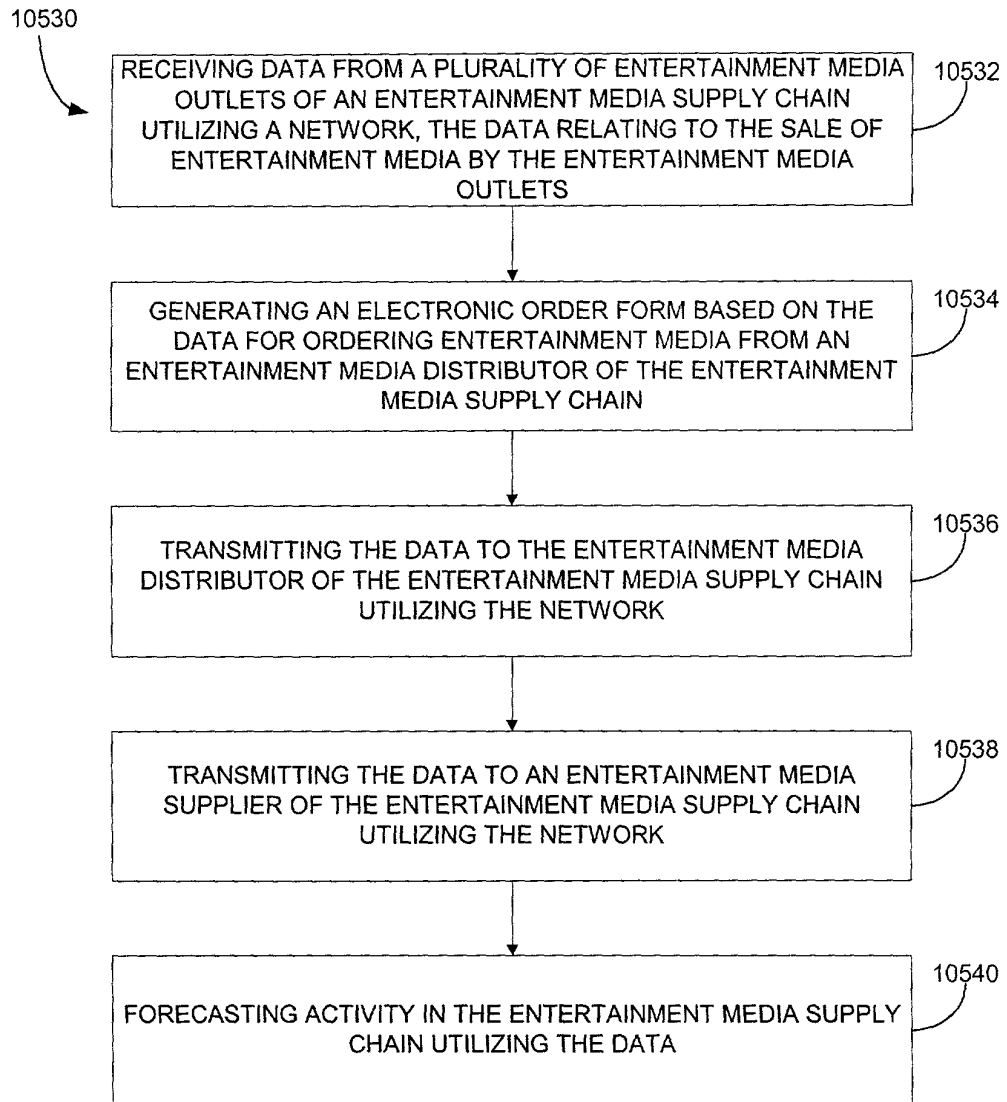 10530
RECEIVING DATA FROM A PLURALITY OF ENTERTAINMENT MEDIA
OUTLETS OF AN ENTERTAINMENT MEDIA SUPPLY CHAIN
UTILIZING A NETWORK, THE DATA RELATING TO THE SALE OF
ENTERTAINMENT MEDIA BY THE ENTERTAINMENT MEDIA
OUTLETS
10532
GENERATING AN ELECTRONIC ORDER FORM BASED ON THE
DATA FOR ORDERING ENTERTAINMENT MEDIA FROM AN
ENTERTAINMENT MEDIA DISTRIBUTOR OF THE ENTERTAINMENT
MEDIA SUPPLY CHAIN
10534
TRANSMITTING THE DATA TO THE ENTERTAINMENT MEDIA
DISTRIBUTOR OF THE ENTERTAINMENT MEDIA SUPPLY CHAIN
UTILIZING THE NETWORK
10536
TRANSMITTING THE DATA TO AN ENTERTAINMENT MEDIA
SUPPLIER OF THE ENTERTAINMENT MEDIA SUPPLY CHAIN
UTILIZING THE NETWORK
10538
FORECASTING ACTIVITY IN THE ENTERTAINMENT MEDIA SUPPLY
CHAIN UTILIZING THE DATA
10540